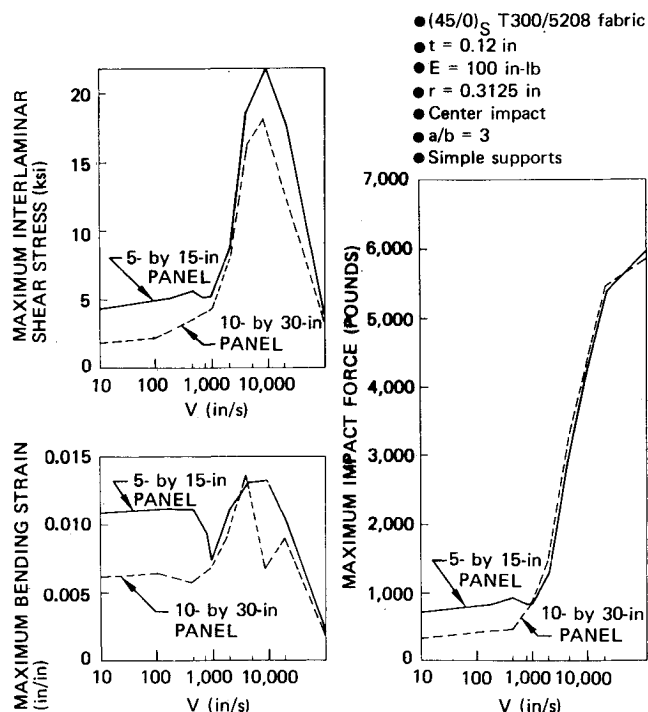 ● (45/0)S T300/5208 fabric
● t = 0.12 in
● E = 100 in-lb
● r = 0.3125 in
● Center impact
● a/b = 3
● Simple supports
MAXIMUM INTERLAMINAR
SHEAR STRESS (ksi)
20
15
10
5
0
5- by 15-in
PANEL
10- by 30-in
PANEL
10
100
1,000
10,000
V (in/s)
MAXIMUM BENDING STRAIN
(in/in)
0.015
0.010
0.005
0
5- by 15-in
PANEL
10- by 30-in
PANEL
10
100
1,000
10,000
V (in/s)
MAXIMUM IMPACT FORCE (POUNDS)
7,000
6,000
5,000
4,000
3,000
2,000
1,000
0
5- by 15-in
PANEL
10- by 30-in
PANEL
10
100
1,000
10,000
V (in/s)